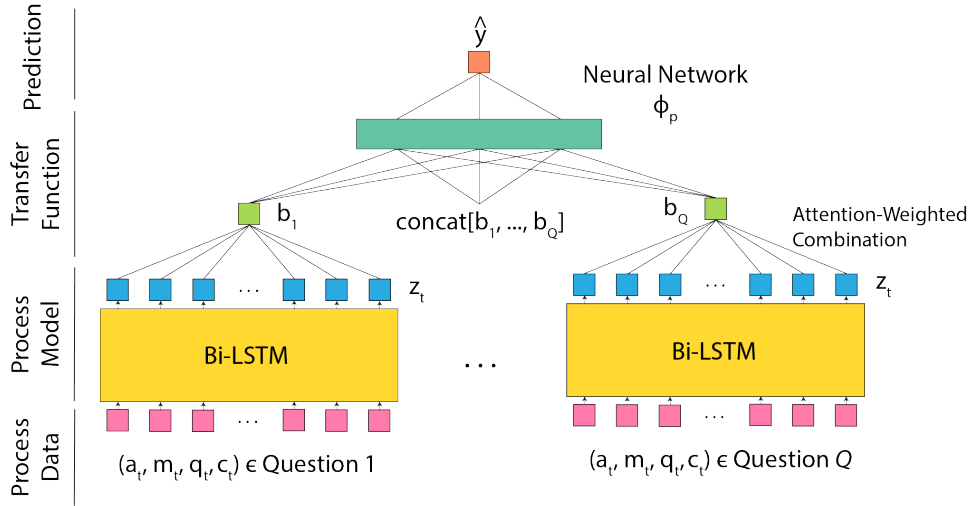 Prediction
ŷ
Neural Network
ϕp
Transfer
Function
b1
concat[b1, ..., bQ]
bQ
Attention-Weighted
Combination
Process
Model
...
zt
Bi-LSTM
...
...
zt
Bi-LSTM
Process
Data
...
(at, mt, qt, ct) ϵ Question 1
...
(at, mt, qt, ct) ϵ Question Q